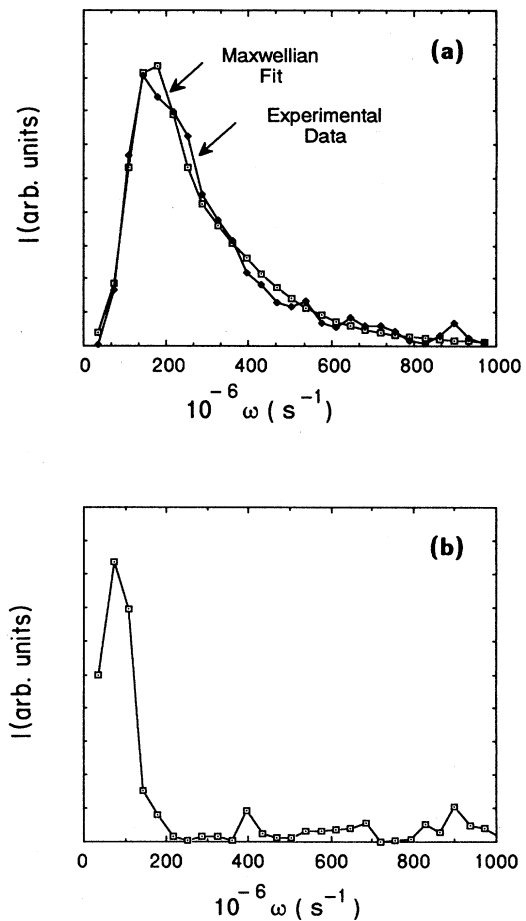 (a)
Maxwellian
Fit
Experimental
Data
I(arb. units)
0 200 400 600 800 1000
10⁻⁶ ω ( s⁻¹)
(b)
I(arb. units)
0 200 400 600 800 1000
10⁻⁶ ω ( s⁻¹)